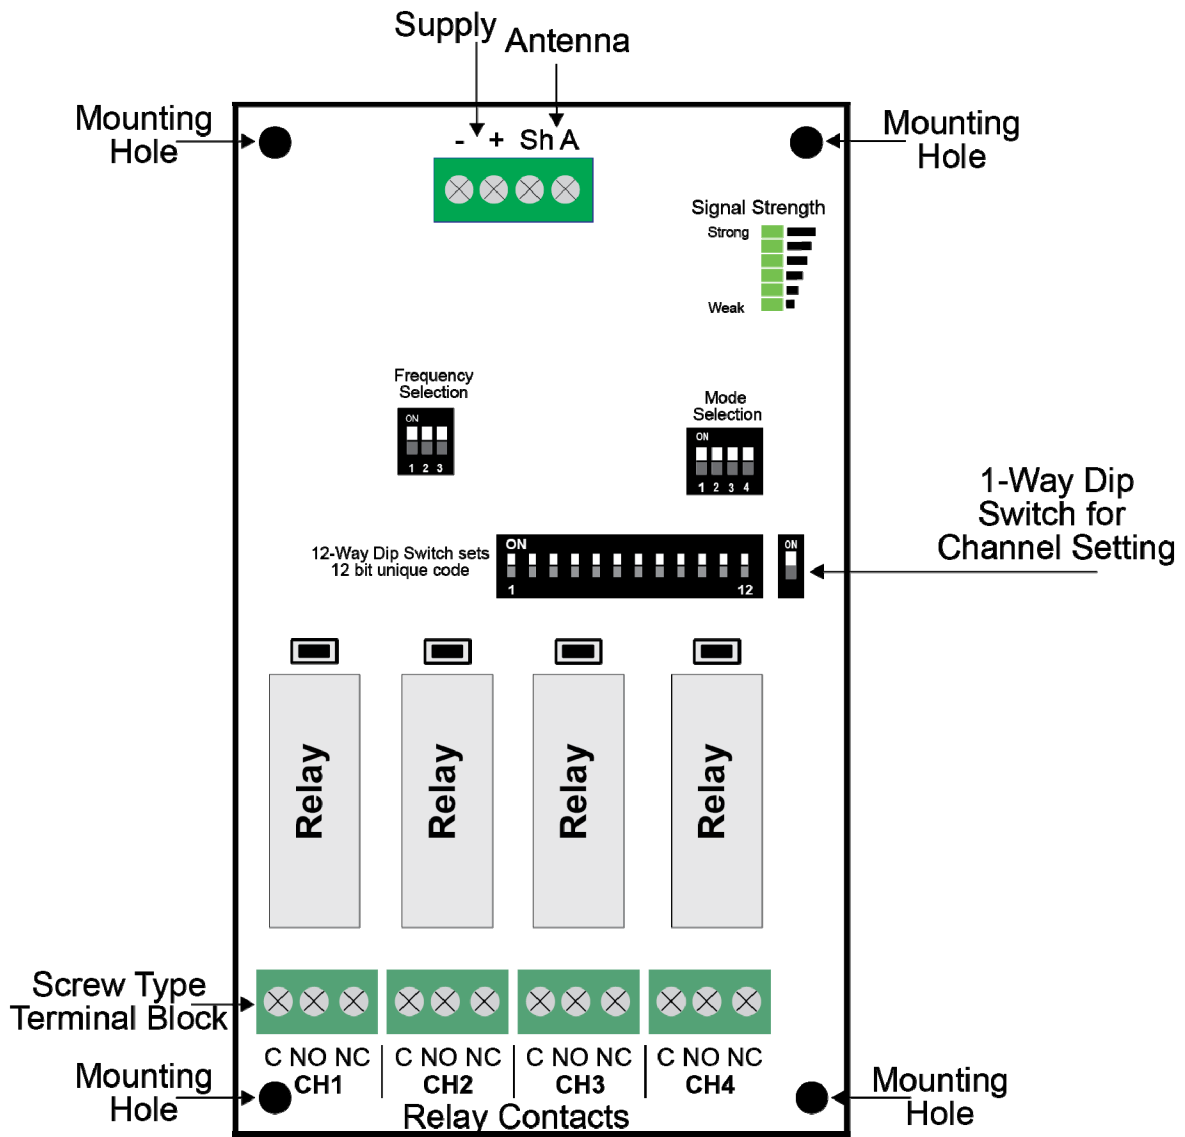 Supply
Antenna
Mounting
Hole
- + Sh A
Mounting
Hole
Signal Strength
Strong
Weak
Frequency
Selection
ON
1 2 3
Mode
Selection
ON
1 2 3 4
1-Way Dip
Switch for
Channel Setting
12-Way Dip Switch sets
12 bit unique code
ON
1 12
ON
Relay
Relay
Relay
Relay
Screw Type
Terminal Block
C NO NC
C NO NC
C NO NC
C NO NC
CH1
CH2
CH3
CH4
Mounting
Hole
Relay Contacts
Mounting
Hole